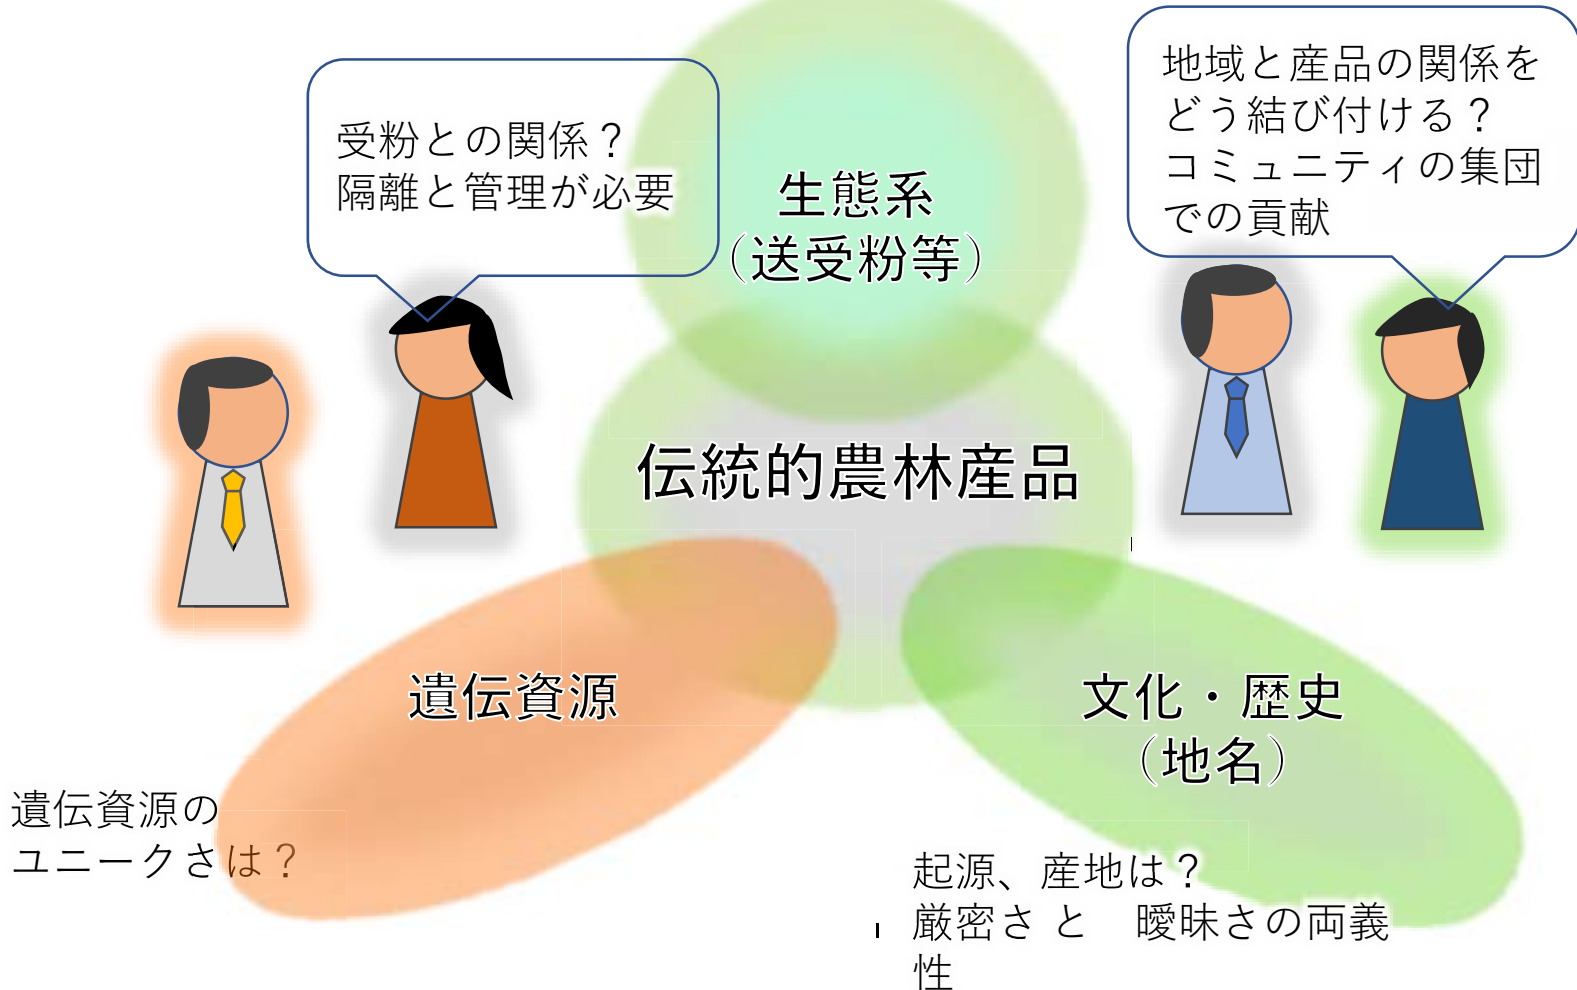 受粉との関係？
隔離と管理が必要
地域と産品の関係を
どう結び付ける？
コミュニティの集団
での貢献
生態系
（送受粉等）
伝統的農林産品
遺伝資源
文化・歴史
（地名）
遺伝資源の
ユニークさは？
起源、産地は？
厳密さ と　曖昧さの両義
性